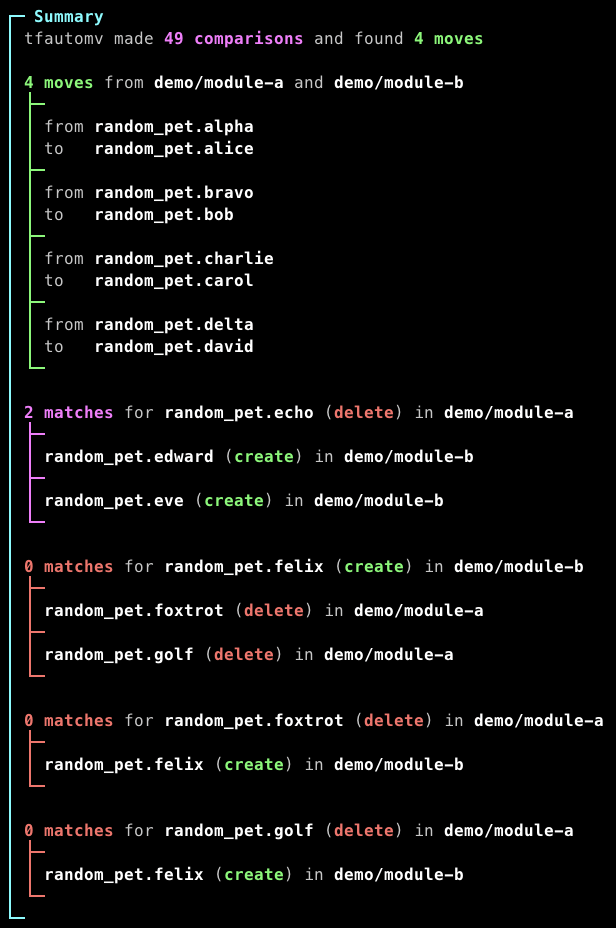 Summary
tfautomv made 49 comparisons and found 4 moves
4 moves from demo/module-a and demo/module-b
from random_pet.alpha
to random_pet.alice
from random_pet.bravo
to random_pet.bob
from random_pet.charlie
to random_pet.carol
from random_pet.delta
to random_pet.david
2 matches for random_pet.echo (delete) in demo/module-a
random_pet.edward (create) in demo/module-b
random_pet.eve (create) in demo/module-b
0 matches for random_pet.felix (create) in demo/module-b
random_pet.foxtrot (delete) in demo/module-a
random_pet.golf (delete) in demo/module-a
0 matches for random_pet.foxtrot (delete) in demo/module-a
random_pet.felix (create) in demo/module-b
0 matches for random_pet.golf (delete) in demo/module-a
random_pet.felix (create) in demo/module-b